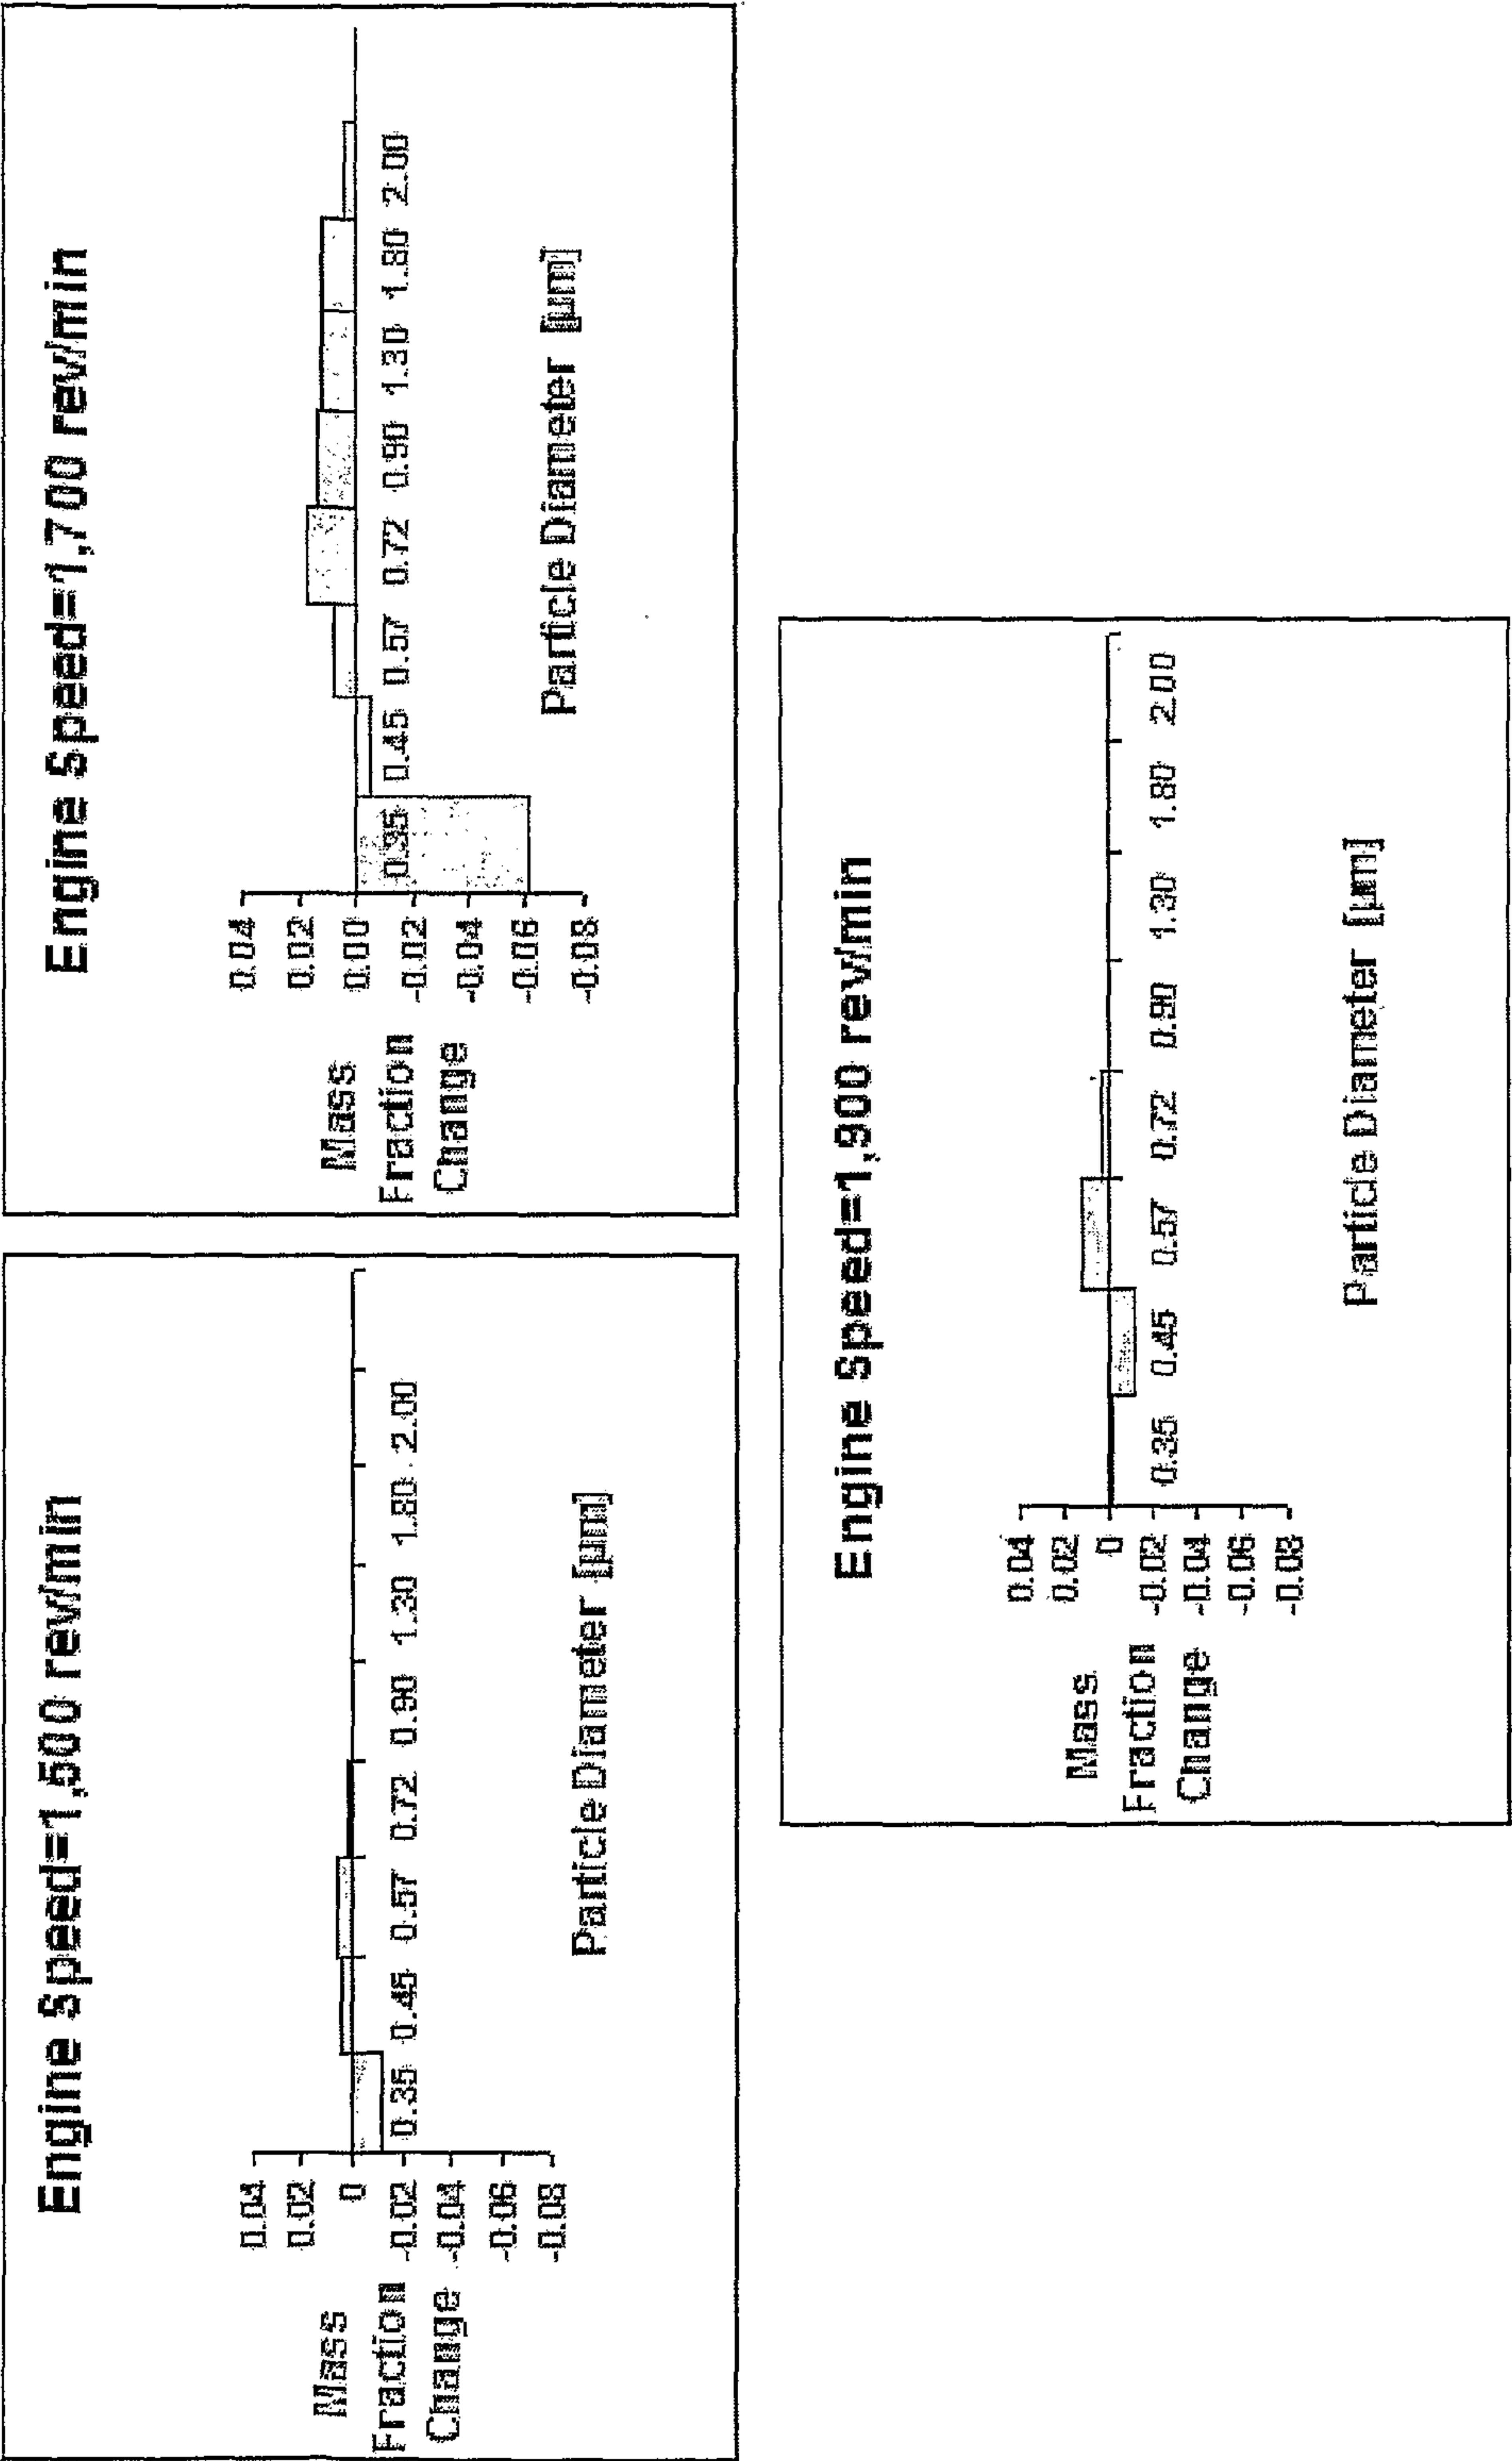 Engine Speed=1,500 rev/min
Mass
Fraction
Change
0.04
0.02
0
-0.02
-0.04
-0.06
-0.08
0.35 0.45 0.57 0.72 0.90 1.30 1.80 2.00
Particle Diameter [µm]
Engine Speed=1,700 rev/min
Mass
Fraction
Change
0.04
0.02
0.00
-0.02
-0.04
-0.06
-0.08
0.95 0.45 0.57 0.72 0.90 1.30 1.80 2.00
Particle Diameter [µm]
Engine Speed=1,900 rev/min
Mass
Fraction
Change
0.04
0.02
0
-0.02
-0.04
-0.06
-0.08
0.35 0.45 0.57 0.72 0.90 1.30 1.80 2.00
Particle Diameter [µm]